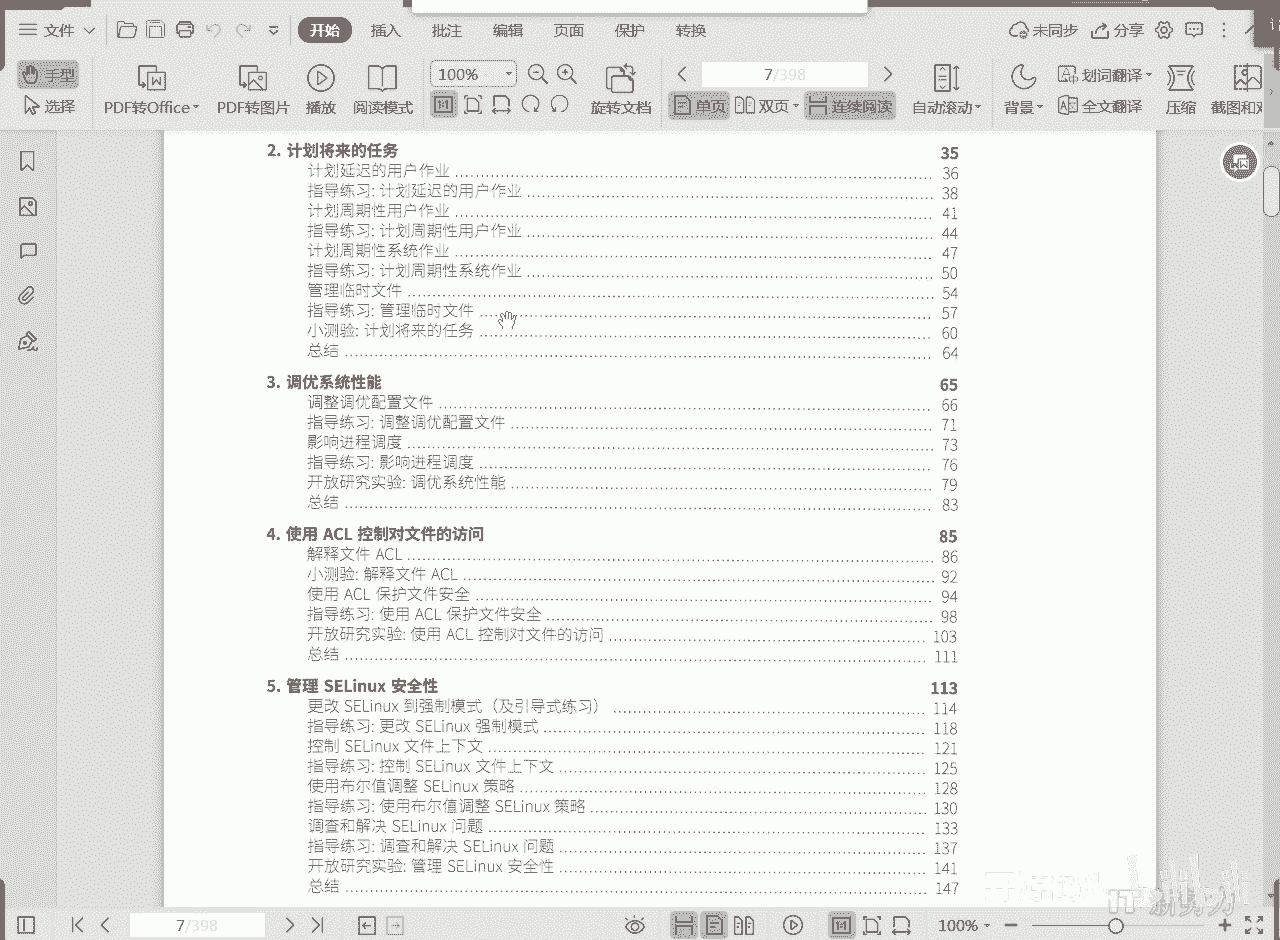 文件
开始 插入 批注 编辑 页面 保护 转换
未同步 分享
手型
选择
PDF转Office
PDF转图片
播放
阅读模式
100%
旋转文档
7/398
单页 双页 连续阅读
自动滚动
背景
划词翻译
全文翻译
压缩
2. 计划将来的任务 35
计划延迟的用户作业 36
指导练习: 计划延迟的用户作业 38
计划周期性用户作业 41
指导练习: 计划周期性用户作业 44
计划周期性系统作业 47
指导练习: 计划周期性系统作业 50
管理临时文件 54
指导练习: 管理临时文件 57
小测验: 计划将来的任务 60
总结 64
3. 调优系统性能 65
调整调优配置文件 66
指导练习: 调整调优配置文件 71
影响进程调度 73
指导练习: 影响进程调度 76
开放研究实验: 调优系统性能 79
总结 83
4. 使用 ACL 控制对文件的访问 85
解释文件 ACL 86
小测验: 解释文件 ACL 92
使用 ACL 保护文件安全 94
指导练习: 使用 ACL 保护文件安全 98
开放研究实验: 使用 ACL 控制对文件的访问 103
总结 111
5. 管理 SELinux 安全性 113
更改 SELinux 到强制模式（及引导式练习） 114
指导练习: 更改 SELinux 强制模式 118
控制 SELinux 文件上下文 121
指导练习: 控制 SELinux 文件上下文 125
使用布尔值调整 SELinux 策略 128
指导练习: 使用布尔值调整 SELinux 策略 130
调查和解决 SELinux 问题 133
指导练习: 调查和解决 SELinux 问题 137
开放研究实验: 管理 SELinux 安全性 141
总结 147
7/398
100%